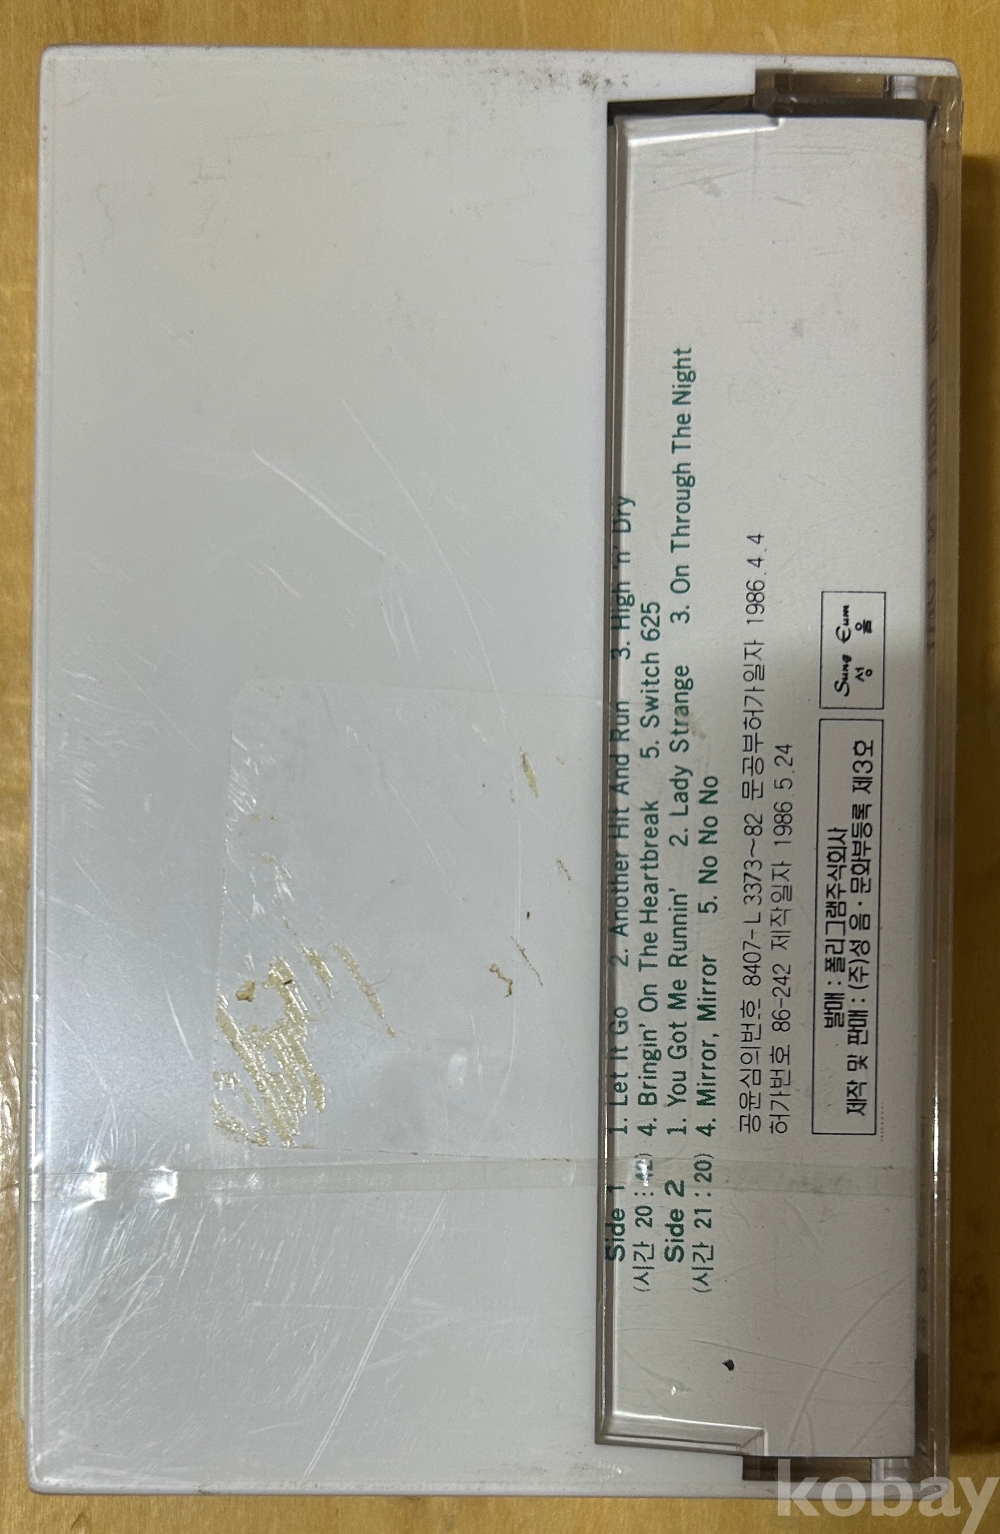 Side 1 1. Let It Go 2. Another Hit And Run 3. High 'n' Dry
(시간 20 : 42) 4. Bringin' On The Heartbreak 5. Switch 625
Side 2 1. You Got Me Runnin' 2. Lady Strange 3. On Through The Night
(시간 21 : 20) 4. Mirror, Mirror 5. No No No
공윤심의번호 8407-L3373~82 문공부허가일자 1986.4.4
허가번호 86-242 제작일자 1986.5.24
발매 : 폴리그램주식회사
제작 및 판매 : (주)성음·문화부등록 제3호
Sung Eum
성음
kobay